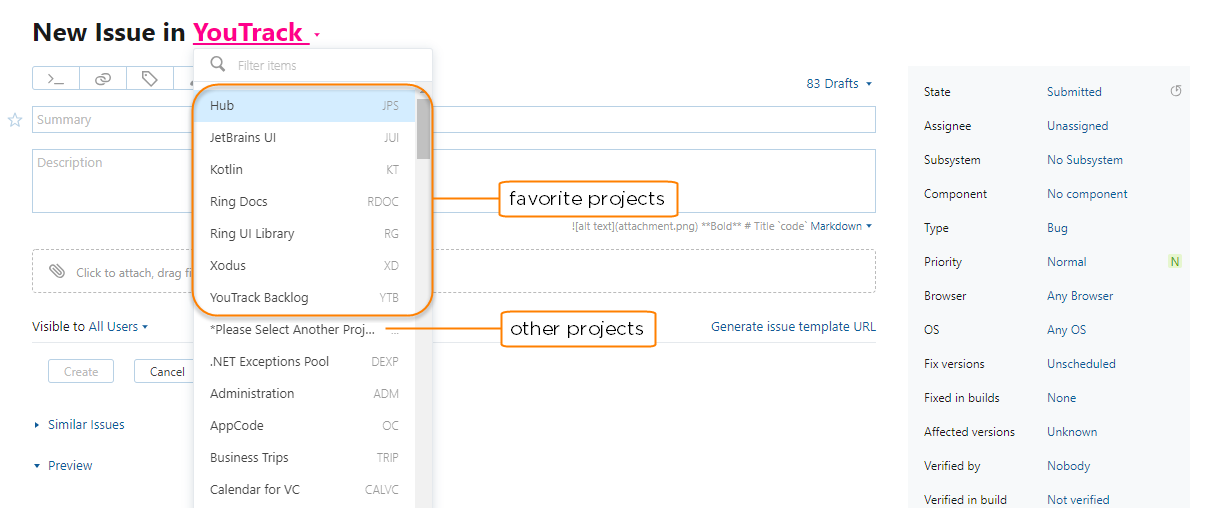 New Issue in YouTrack
Filter items
83 Drafts
Hub JPS
Summary
JetBrains UI JUI
Description
Kotlin KT
Ring Docs RDOC
favorite projects
Ring UI Library RG
![alt text](attachment.png) **Bold** # Title `code` Markdown
Xodus XD
Click to attach, drag fi
YouTrack Backlog YTB
Visible to All Users
*Please Select Another Proj... ...
other projects
Generate issue template URL
.NET Exceptions Pool DEXP
Create Cancel
Administration ADM
AppCode OC
Similar Issues
Business Trips TRIP
Preview
Calendar for VC CALVC
State Submitted
Assignee Unassigned
Subsystem No Subsystem
Component No component
Type Bug
Priority Normal N
Browser Any Browser
OS Any OS
Fix versions Unscheduled
Fixed in builds None
Affected versions Unknown
Verified by Nobody
Verified in build Not verified